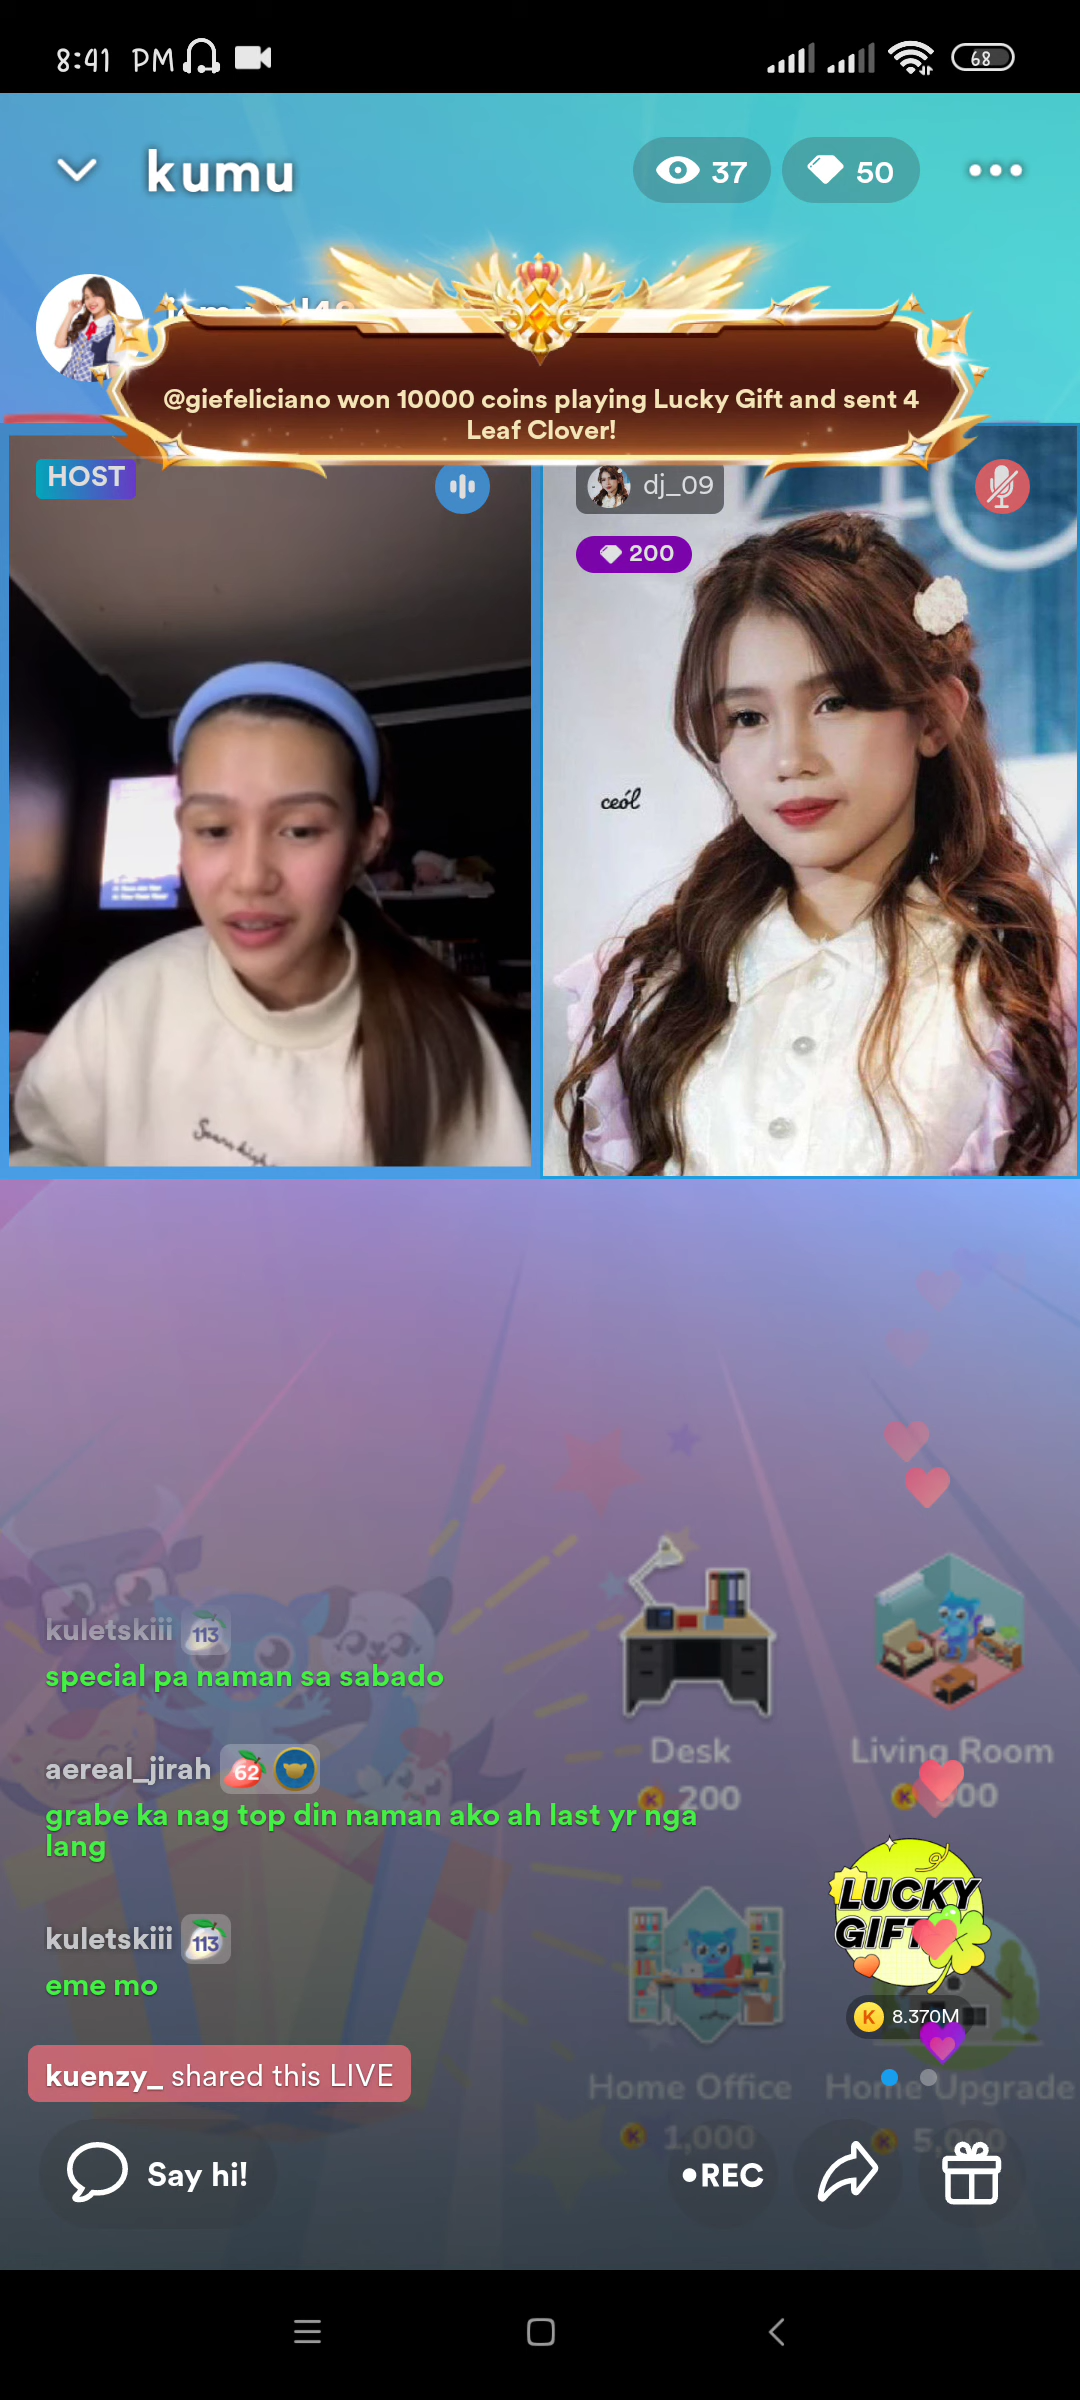 8:41 PM
68
kumu
37
50
@giefeliciano won 10000 coins playing Lucky Gift and sent 4
Leaf Clover!
HOST
dj_09
200
ceól
kuletskiii 113
special pa naman sa sabado
aereal_jirah 62
grabe ka nag top din naman ako ah last yr nga
lang
kuletskiii 113
eme mo
kuenzy_ shared this LIVE
Desk
200
Living Room
LUCKY
GIFT
K 8.370M
Home Office
1,000
Home Upgrade
Say hi!
•REC